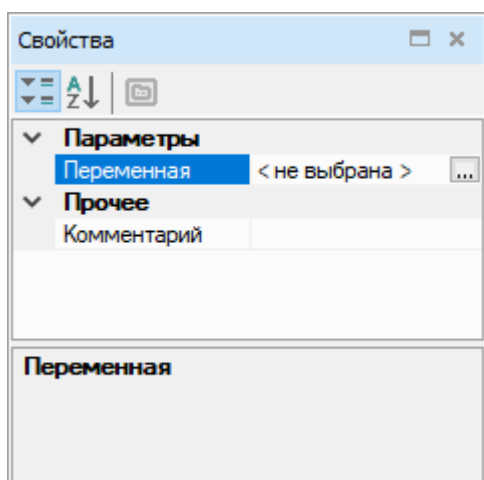 Свойства
Параметры
Переменная < не выбрана > ...
Прочее
Комментарий
Переменная